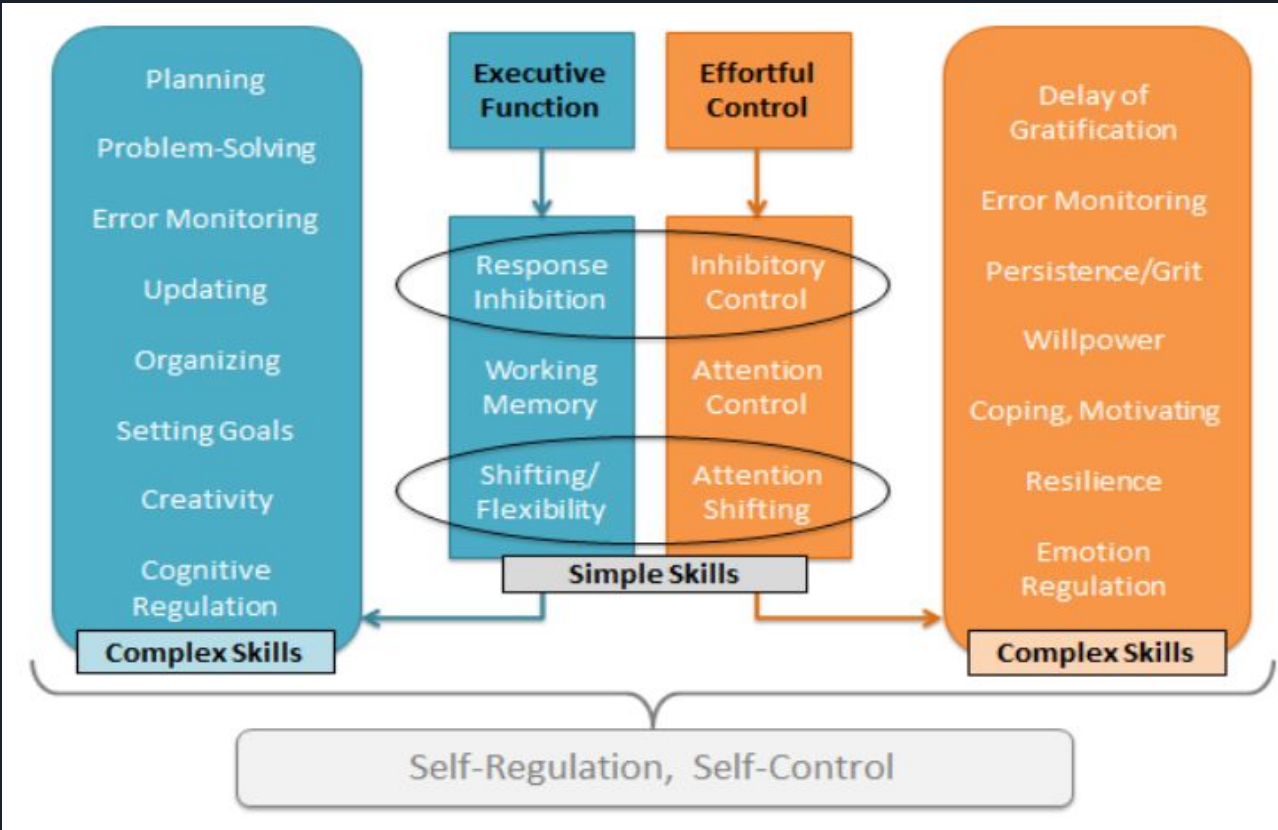 Planning
Problem-Solving
Error Monitoring
Updating
Organizing
Setting Goals
Creativity
Cognitive
Regulation
Complex Skills
Executive
Function
Response
Inhibition
Working
Memory
Shifting/
Flexibility
Effortful
Control
Inhibitory
Control
Attention
Control
Attention
Shifting
Simple Skills
Delay of
Gratification
Error Monitoring
Persistence/Grit
Willpower
Coping, Motivating
Resilience
Emotion
Regulation
Complex Skills
Self-Regulation, Self-Control